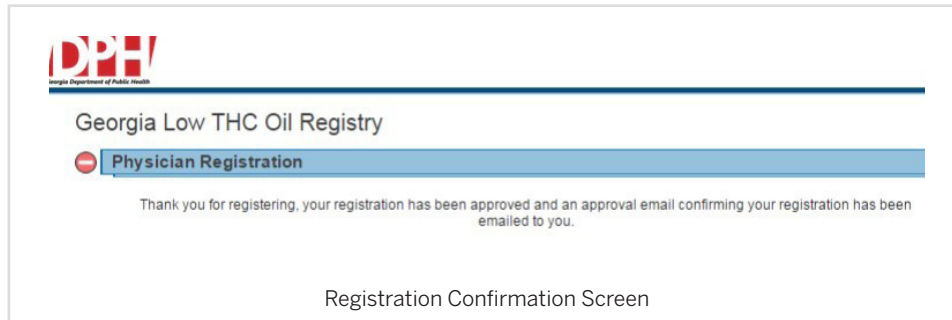 DPH
Georgia Department of Public Health
Georgia Low THC Oil Registry
Physician Registration
Thank you for registering, your registration has been approved and an approval email confirming your registration has been
emailed to you.
Registration Confirmation Screen